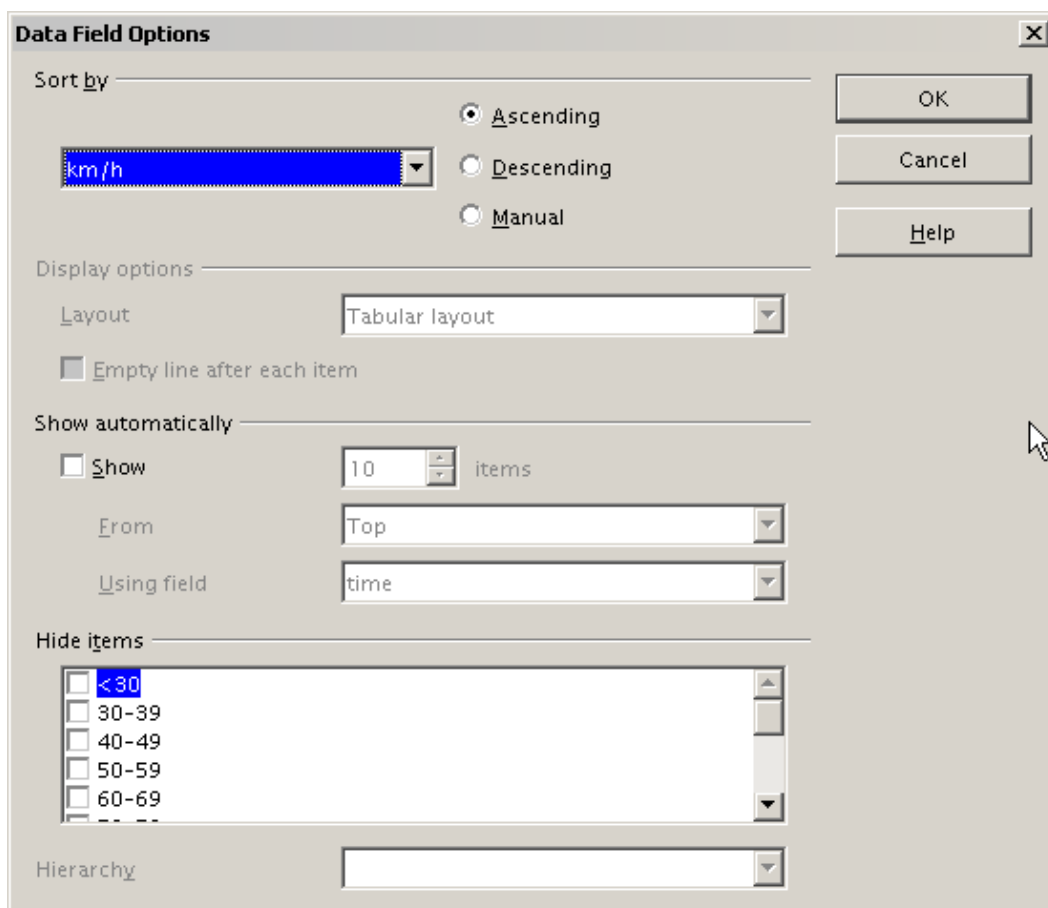 Data Field Options
Sort by
OK
Ascending
km/h
Descending
Cancel
Manual
Help
Display options
Layout
Tabular layout
Empty line after each item
Show automatically
Show
10
items
From
Top
Using field
time
Hide items
<30
30-39
40-49
50-59
60-69
Hierarchy